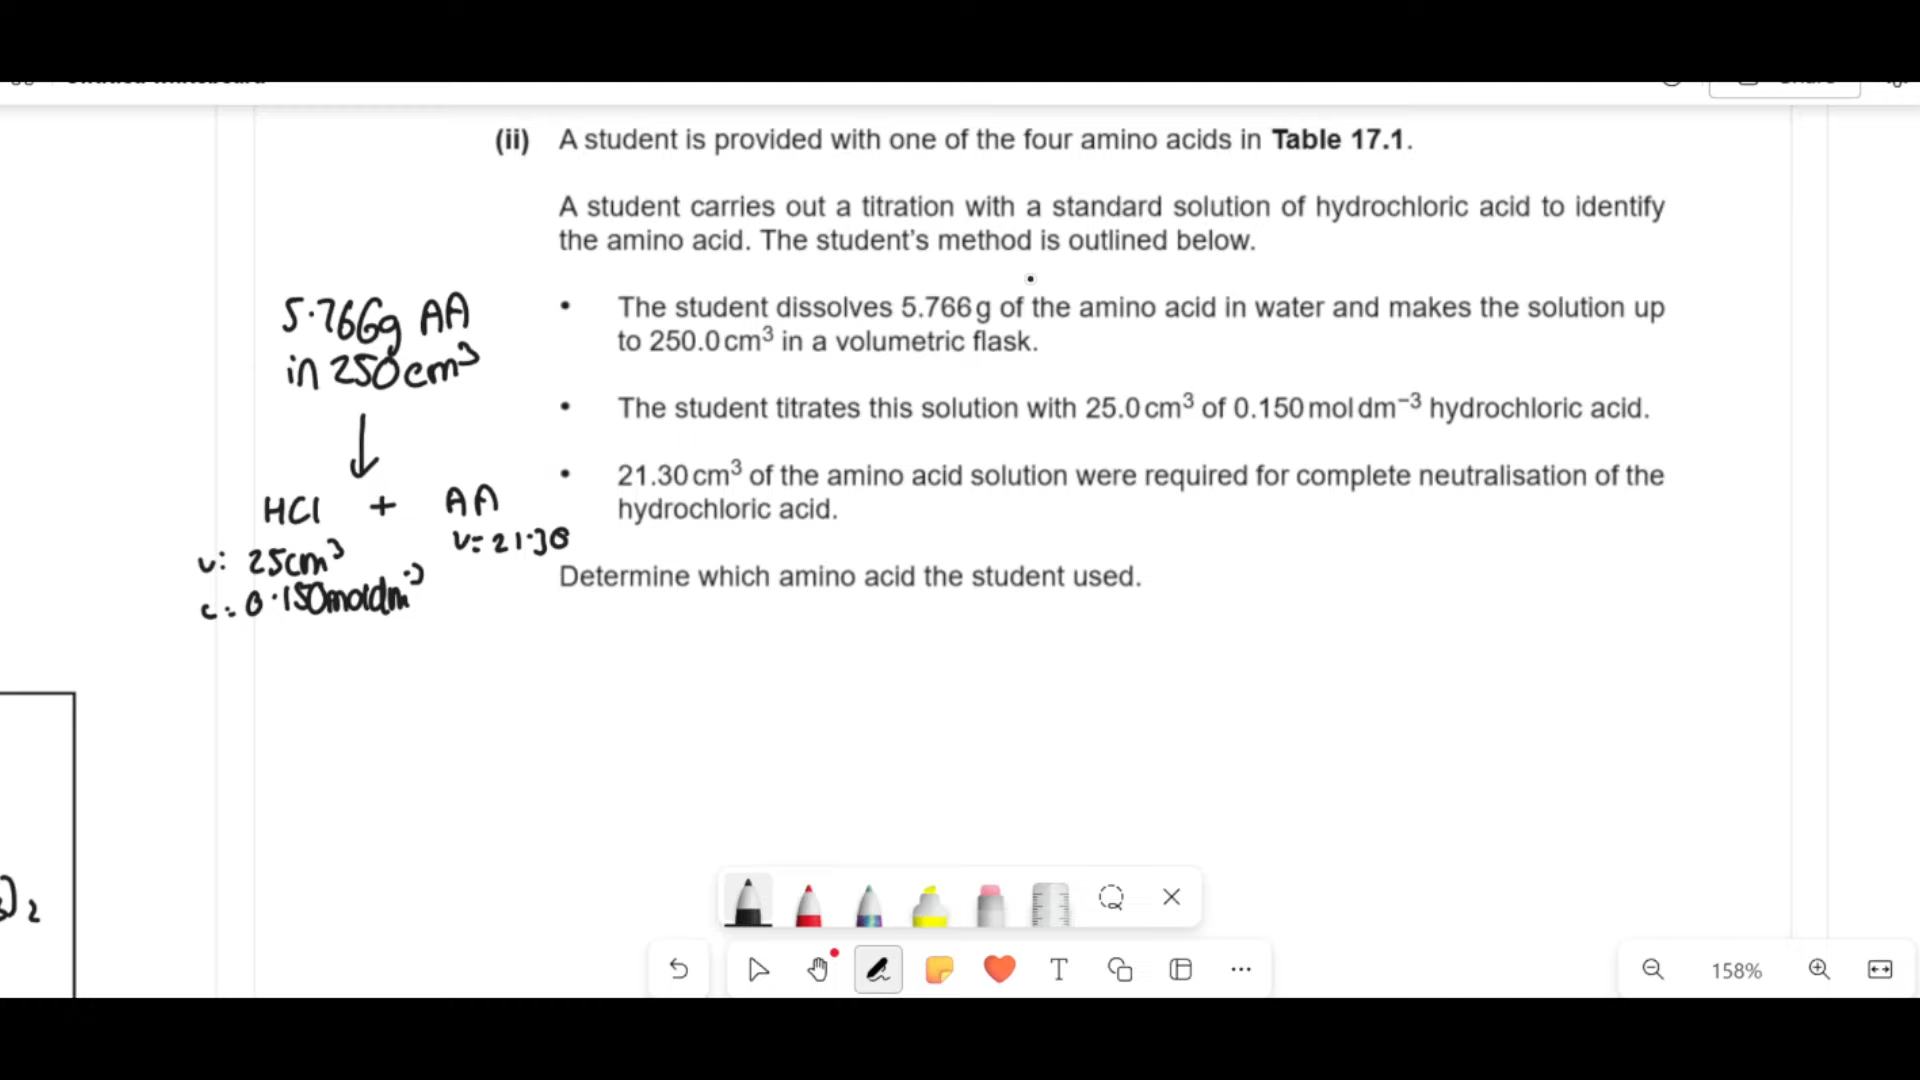 (ii) A student is provided with one of the four amino acids in Table 17.1.
A student carries out a titration with a standard solution of hydrochloric acid to identify
the amino acid. The student's method is outlined below.
• The student dissolves 5.766 g of the amino acid in water and makes the solution up
to 250.0 cm³ in a volumetric flask.
• The student titrates this solution with 25.0 cm³ of 0.150 mol dm⁻³ hydrochloric acid.
• 21.30 cm³ of the amino acid solution were required for complete neutralisation of the
hydrochloric acid.
Determine which amino acid the student used.
5.766g AA
in 250cm³
↓
HCl + AA
v: 25cm³
v= 21.30
c: 0.150moldm⁻³
)₂
T
158%